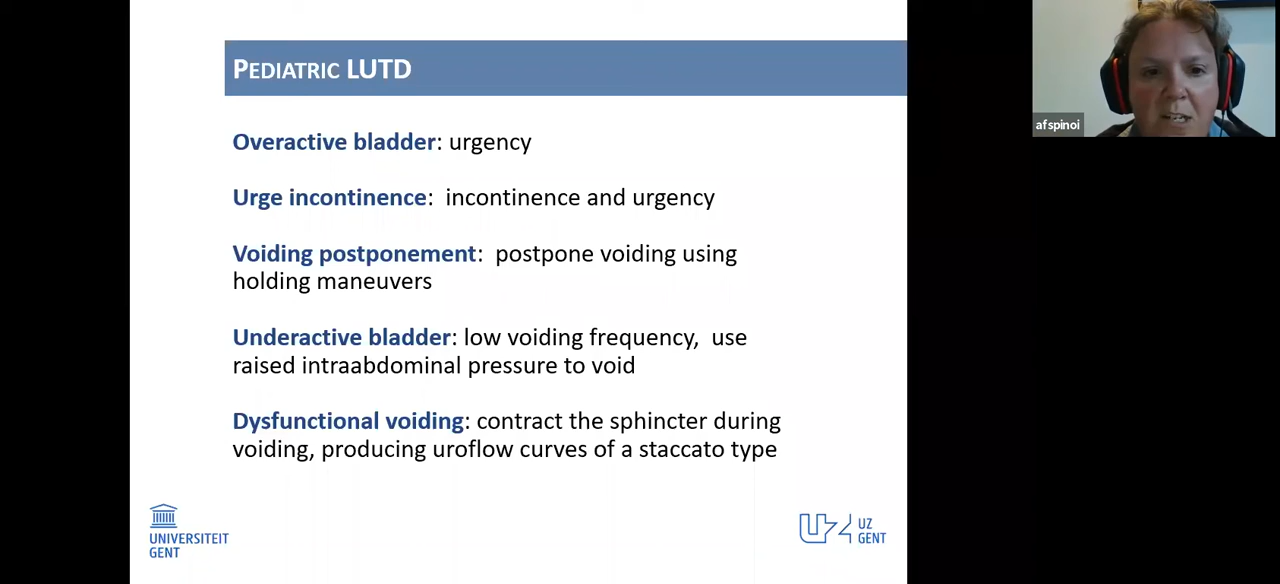 PEDIATRIC LUTD
Overactive bladder: urgency
Urge incontinence: incontinence and urgency
Voiding postponement: postpone voiding using
holding maneuvers
Underactive bladder: low voiding frequency, use
raised intraabdominal pressure to void
Dysfunctional voiding: contract the sphincter during
voiding, producing uroflow curves of a staccato type
UNIVERSITEIT
GENT
UZ
GENT
afspinoi